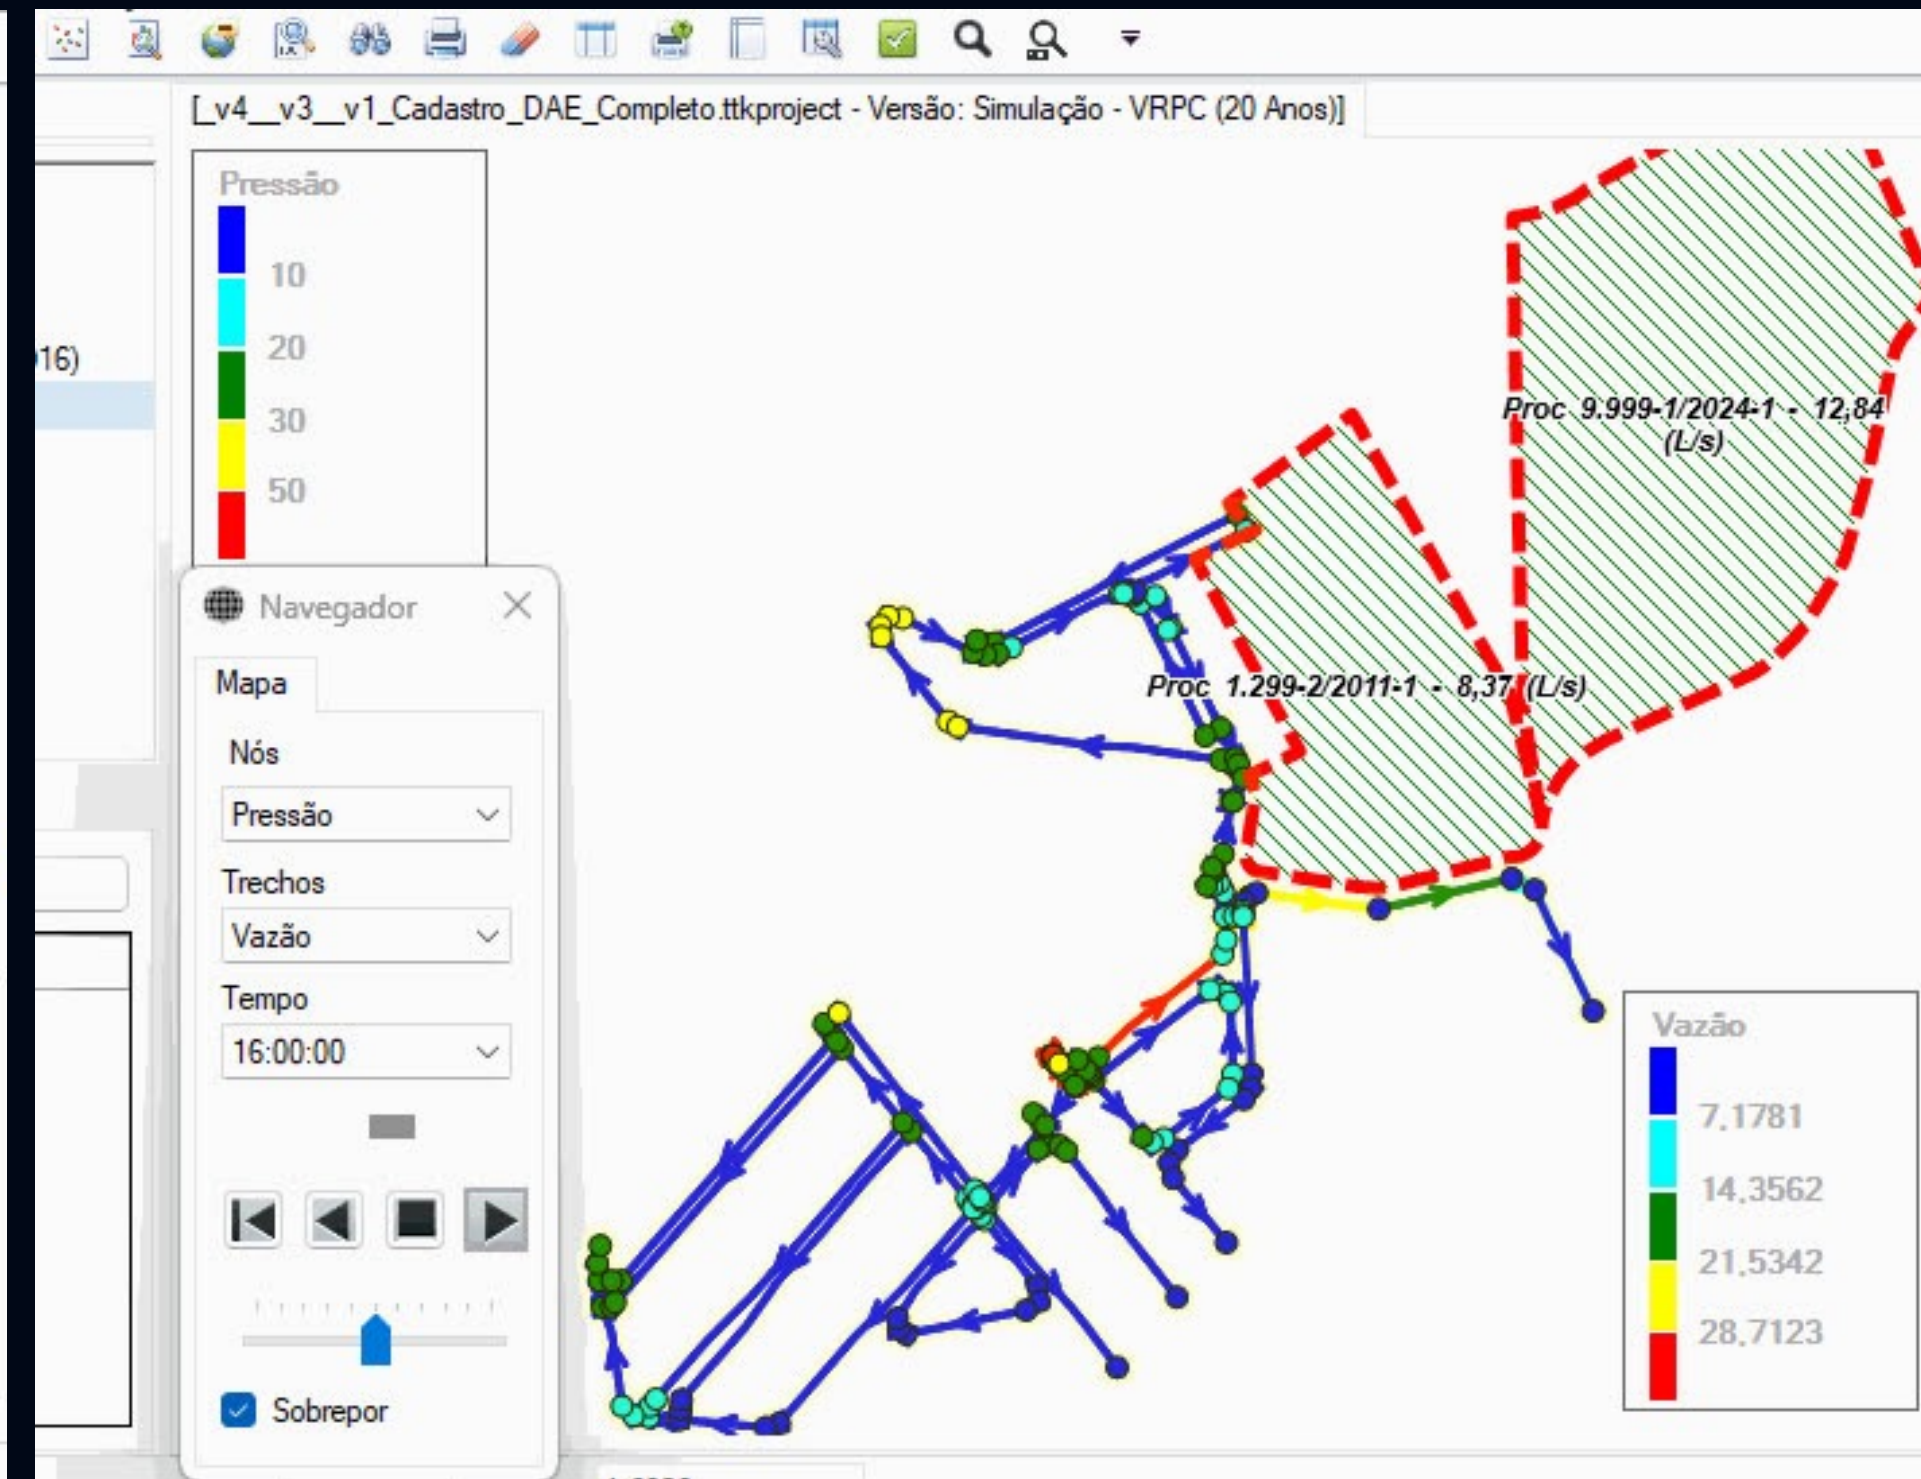 [_v4__v3__v1_Cadastro_DAE_Completo.ttkproject - Versão: Simulação - VRPC (20 Anos)]
16)
Pressão
10
20
30
50
Proc 9.999-1/2024-1 - 12,84
(L/s)
Proc 1.299-2/2011-1 - 8,37 (L/s)
Navegador
Mapa
Nós
Pressão
Trechos
Vazão
Tempo
16:00:00
Sobrepor
Vazão
7,1781
14,3562
21,5342
28,7123